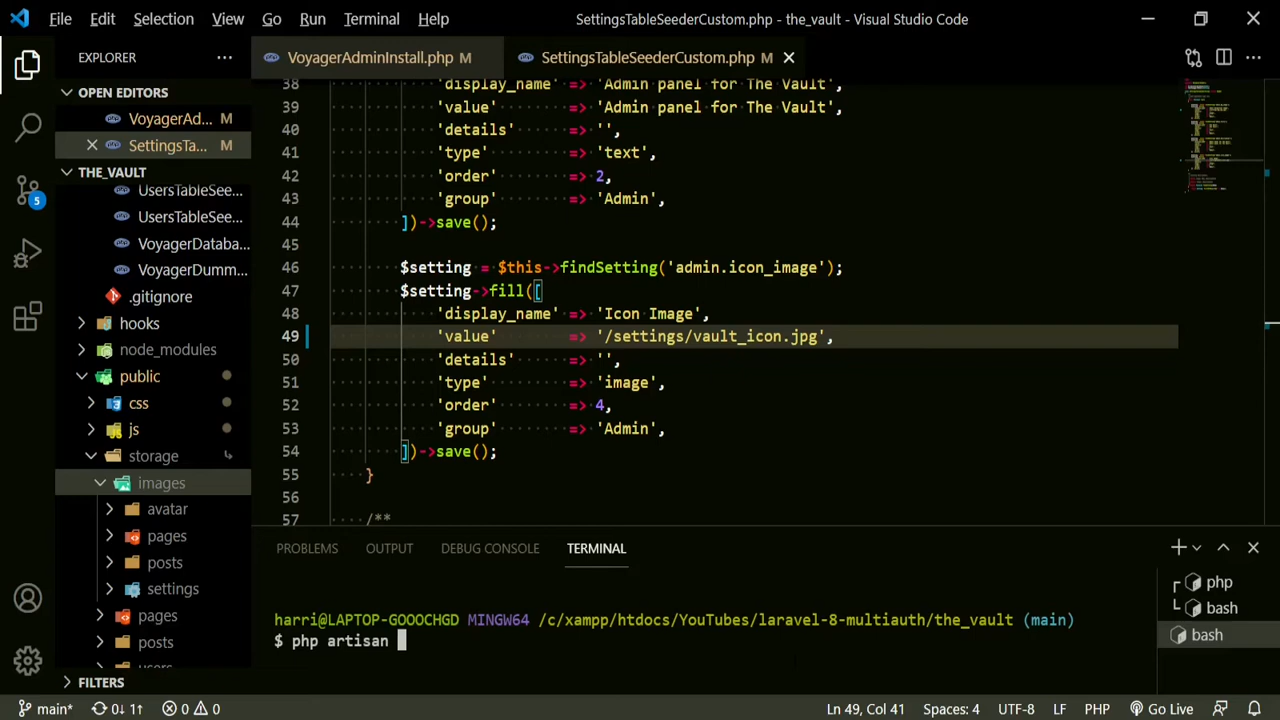 File Edit Selection View Go Run Terminal Help SettingsTableSeederCustom.php - the_vault - Visual Studio Code
EXPLORER
VoyagerAdminInstall.php M
SettingsTableSeederCustom.php M
OPEN EDITORS
VoyagerAd... M
SettingsTa... M
THE_VAULT
UsersTableSee...
UsersTableSee...
VoyagerDataba...
VoyagerDumm...
.gitignore
hooks
node_modules
public
css
js
storage
images
avatar
pages
posts
settings
pages
posts
users
FILTERS
5
38 'display_name' => 'Admin panel for The Vault',
39 'value' => 'Admin panel for The Vault',
40 'details' => '',
41 'type' => 'text',
42 'order' => 2,
43 'group' => 'Admin',
44 ])->save();
45
46 $setting = $this->findSetting('admin.icon_image');
47 $setting->fill([
48 'display_name' => 'Icon Image',
49 'value' => '/settings/vault_icon.jpg',
50 'details' => '',
51 'type' => 'image',
52 'order' => 4,
53 'group' => 'Admin',
54 ])->save();
55 }
56
57 /**
PROBLEMS OUTPUT DEBUG CONSOLE TERMINAL
harri@LAPTOP-GOOOCHGD MINGW64 /c/xampp/htdocs/YouTubes/laravel-8-multiauth/the_vault (main)
$ php artisan
php
bash
bash
main* 0↓ 1↑ 0 0 Ln 49, Col 41 Spaces: 4 UTF-8 LF PHP Go Live